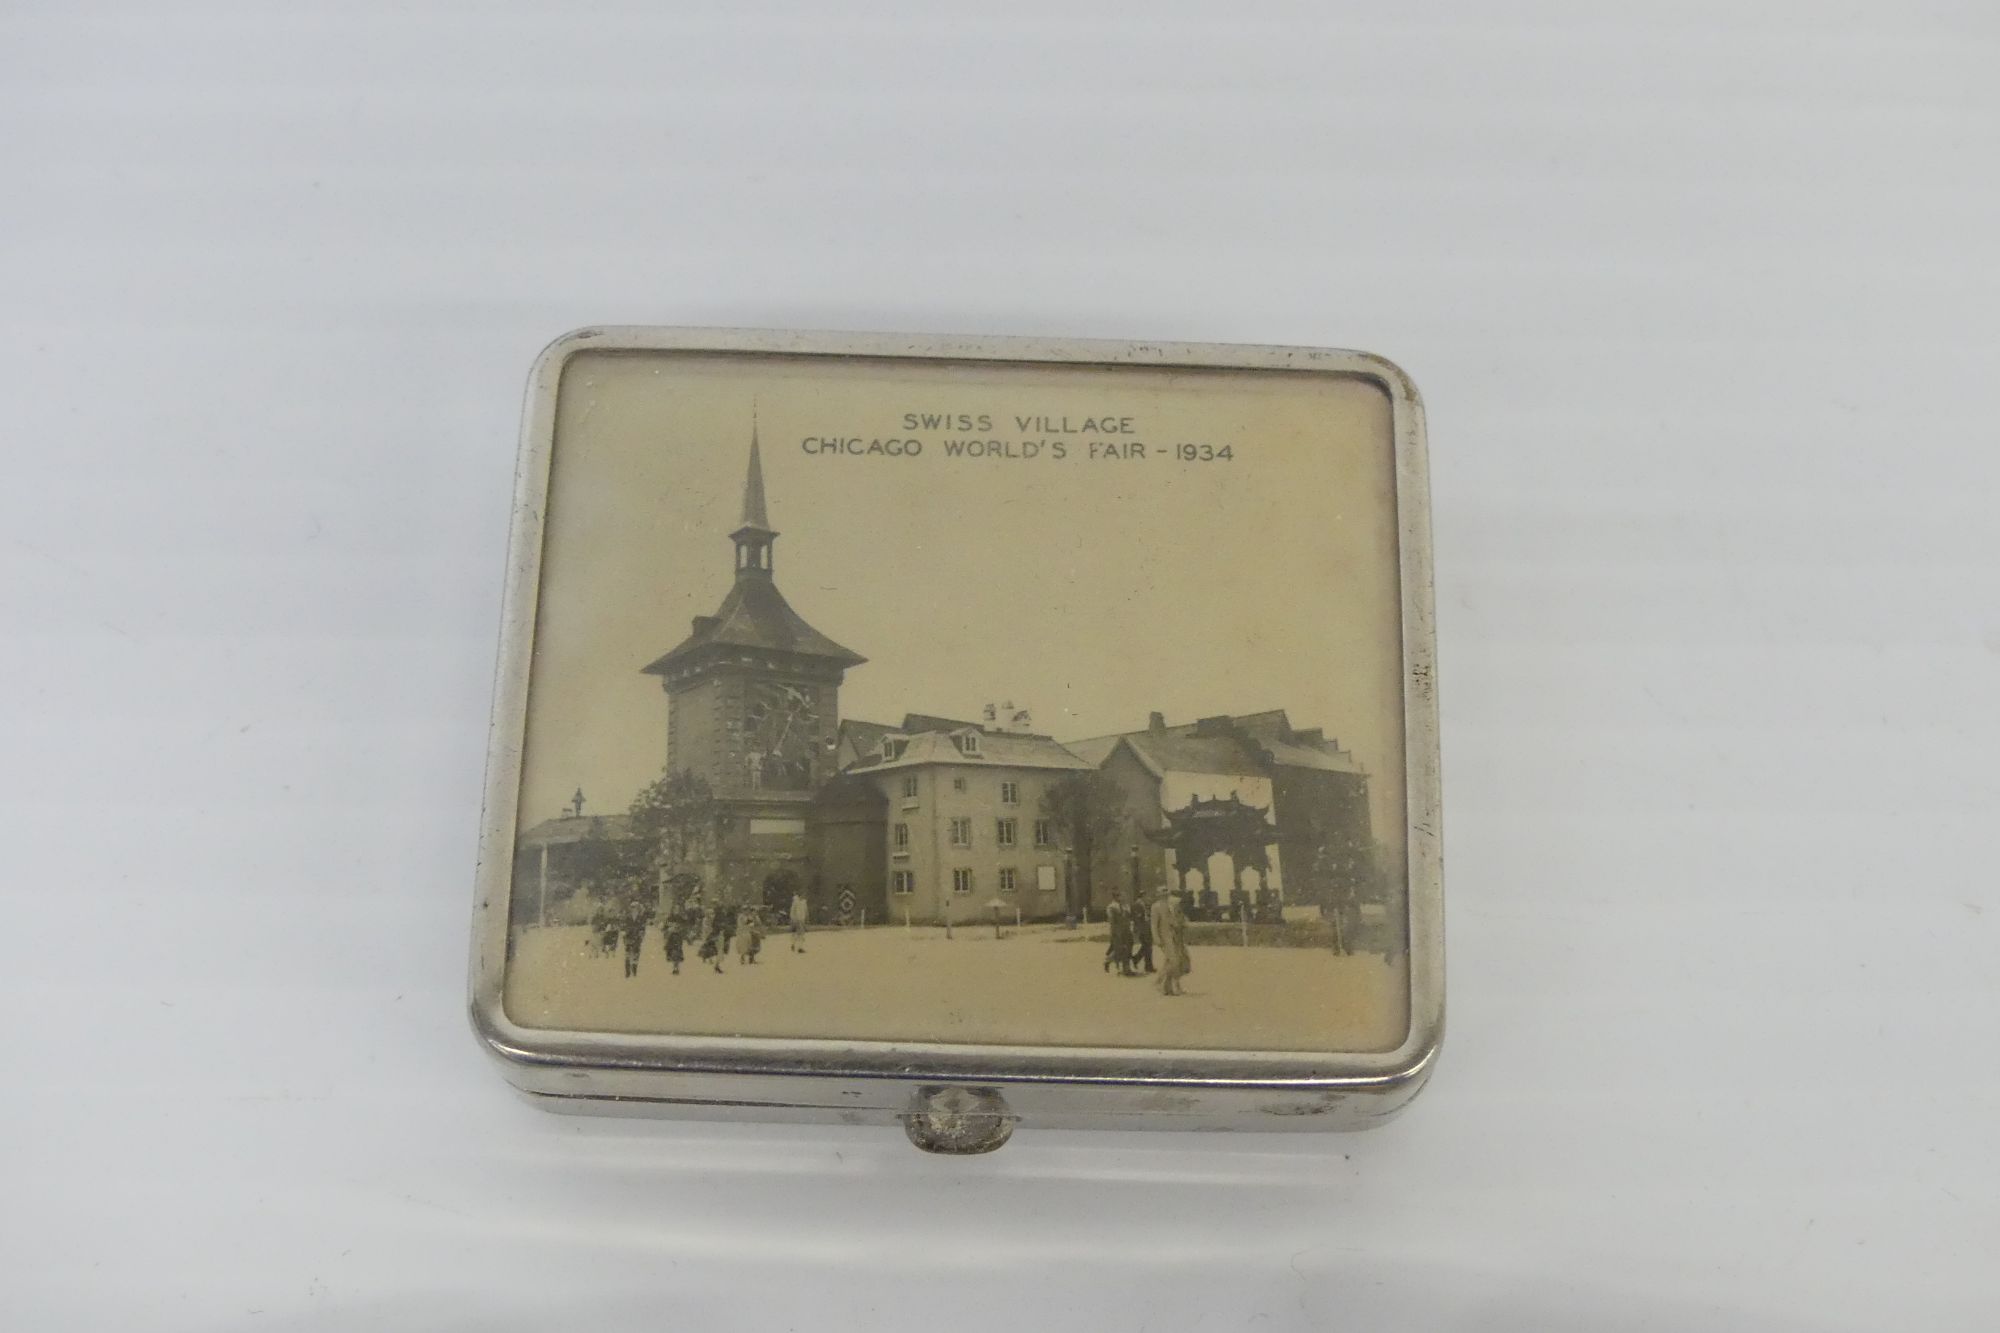 SWISS VILLAGE
CHICAGO WORLD'S FAIR - 1934